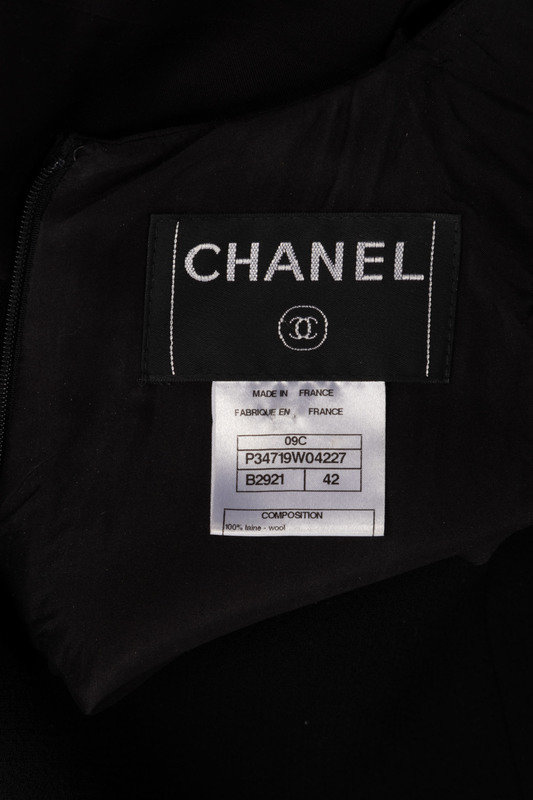 CHANEL
MADE IN FRANCE
FABRIQUE EN FRANCE
09C
P34719W04227
B2921 42
COMPOSITION
100% laine - wool